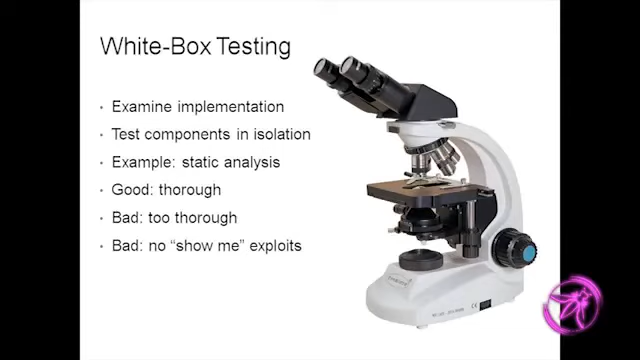 White-Box Testing
• Examine implementation
• Test components in isolation
• Example: static analysis
• Good: thorough
• Bad: too thorough
• Bad: no “show me” exploits